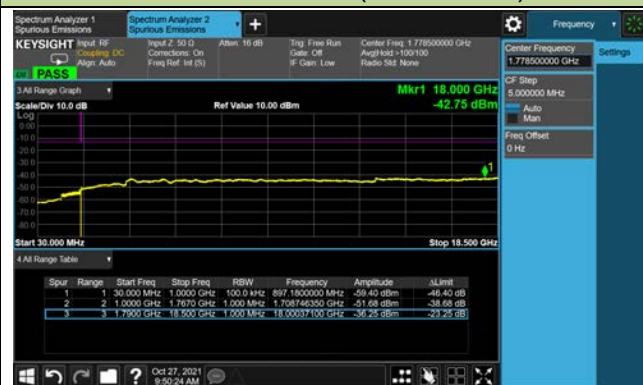 Spectrum Analyzer 1
Spurious Emissions
Spectrum Analyzer 2
Spurious Emissions
Frequency
KEYSIGHT
Input: RF
Coupling: DC
Align: Auto
Input Z: 50 Ω
Corrections: On
Freq Ref: Int (S)
Atten: 16 dB
Trig: Free Run
Gate: Off
IF Gain: Low
Center Freq: 1.778500000 GHz
Avg|Hold:>100/100
Radio Std: None
PASS
Center Frequency
1.778500000 GHz
Settings
CF Step
5.000000 MHz
Auto
Man
Freq Offset
0 Hz
3 All Range Graph
Mkr1 18.000 GHz
-42.75 dBm
Scale/Div 10.0 dB
Ref Value 10.00 dBm
Log
0.00
-10.0
-20.0
-30.0
-40.0
-50.0
-60.0
-70.0
-80.0
1
Start 30.000 MHz
Stop 18.500 GHz
4 All Range Table
Spur Range Start Freq Stop Freq RBW Frequency Amplitude ΔLimit
1 1 30.000 MHz 1.0000 GHz 100.0 kHz 897.1800000 MHz -59.40 dBm -46.40 dB
2 2 1.0000 GHz 1.7670 GHz 1.000 MHz 1.708746350 GHz -51.68 dBm -38.68 dB
3 3 1.7900 GHz 18.500 GHz 1.000 MHz 18.00037100 GHz -36.25 dBm -23.25 dB
Oct 27, 2021
9:50:24 AM